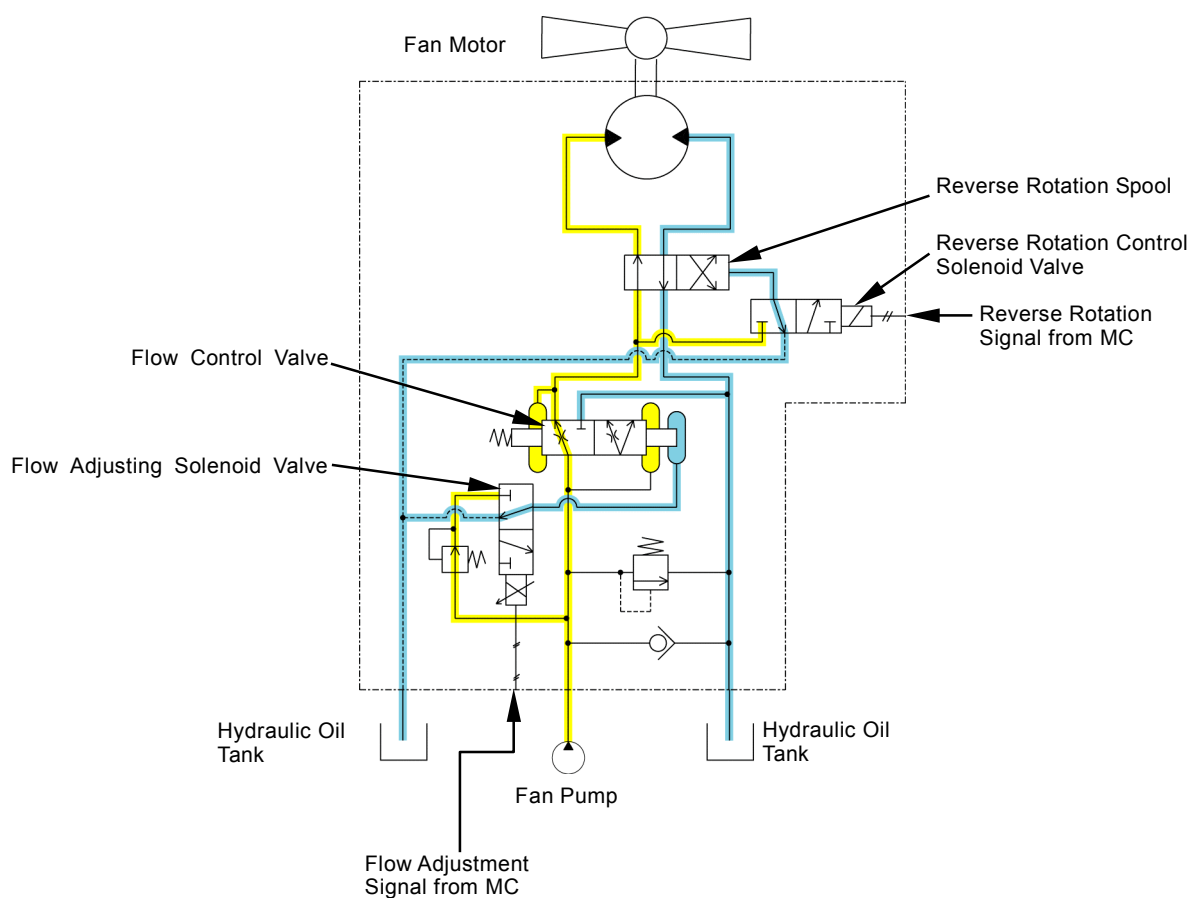 Fan Motor
Reverse Rotation Spool
Reverse Rotation Control
Solenoid Valve
Reverse Rotation
Signal from MC
Flow Control Valve
Flow Adjusting Solenoid Valve
Hydraulic Oil
Tank
Hydraulic Oil
Tank
Fan Pump
Flow Adjustment
Signal from MC